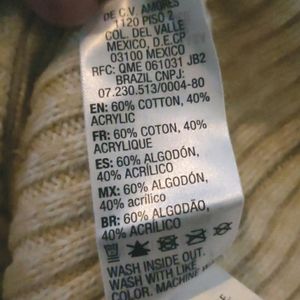 DE C.V. AMORES
1120 PISO 2
COL. DEL VALLE
MEXICO, D.F.CP
03100 MEXICO
RFC: QME 061031 JB2
BRAZIL CNPJ:
07.230.513/0004-80
EN: 60% COTTON, 40%
ACRYLIC
FR: 60% COTON, 40%
ACRYLIQUE
ES: 60% ALGODÓN,
40% ACRÍLICO
MX: 60% ALGODÓN,
40% acrílico
BR: 60% ALGODÃO,
40% ACRÍLICO
WASH INSIDE OUT.
WASH WITH LIKE
COLOR. MACHINE